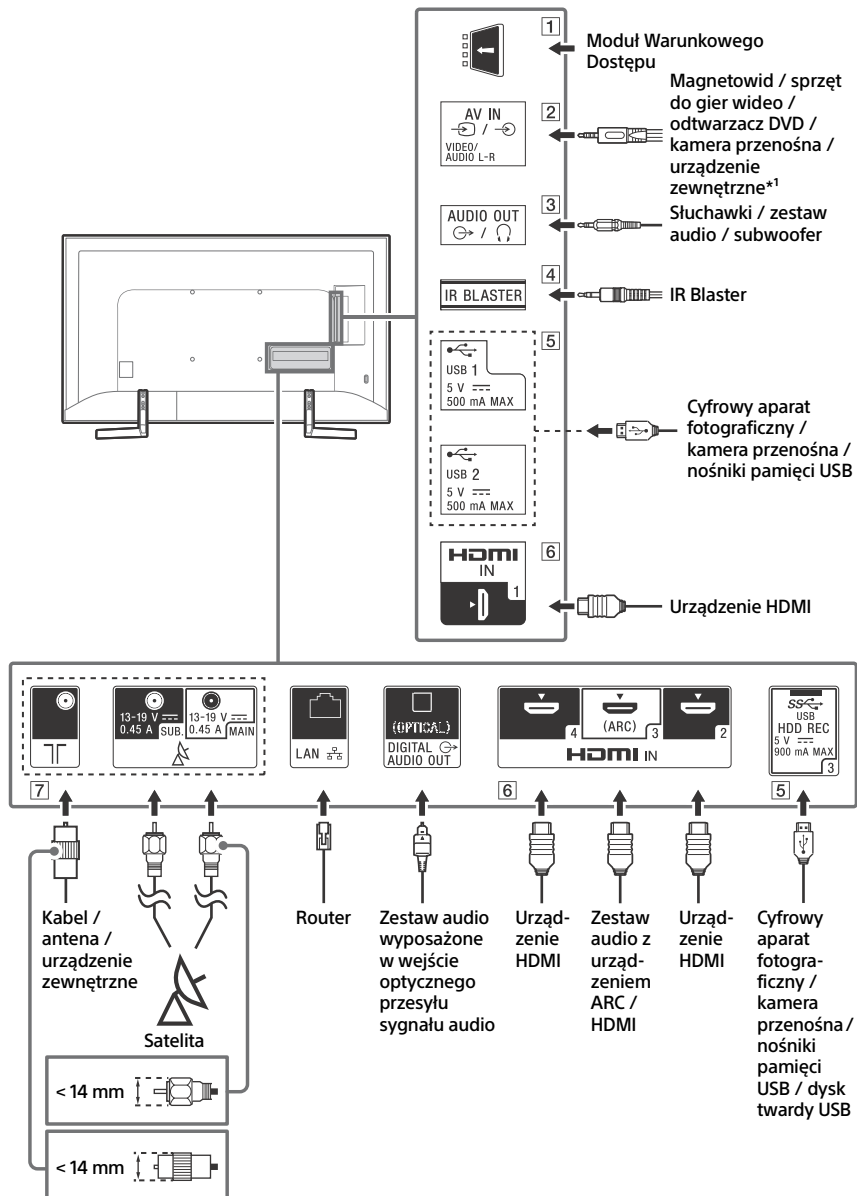 1
Moduł Warunkowego
Dostępu
AV IN
/
VIDEO/
AUDIO L-R
2
Magnetowid / sprzęt
do gier wideo /
odtwarzacz DVD /
kamera przenośna /
urządzenie
zewnętrzne*1
AUDIO OUT
/
3
Słuchawki / zestaw
audio / subwoofer
4
IR BLASTER
IR Blaster
5
USB 1
5 V
500 mA MAX
USB 2
5 V
500 mA MAX
Cyfrowy aparat
fotograficzny /
kamera przenośna /
nośniki pamięci USB
HDMI
IN
1
6
Urządzenie HDMI
13-19 V
0.45 A
SUB.
13-19 V
0.45 A
MAIN
LAN
(OPTICAL)
DIGITAL
AUDIO OUT
4
(ARC)
3
2
HDMI IN
SS
USB
HDD REC
5 V
900 mA MAX
3
7
6
5
Kabel /
antena /
urządzenie
zewnętrzne
Satelita
Router
Zestaw audio
wyposażone
w wejście
optycznego
przesyłu
sygnału audio
Urząd-
zenie
HDMI
Zestaw
audio z
urząd-
zeniem
ARC /
HDMI
Urząd-
zenie
HDMI
Cyfrowy
aparat
fotogra-
ficzny /
kamera
przenośna /
nośniki
pamięci
USB / dysk
twardy USB
< 14 mm
< 14 mm